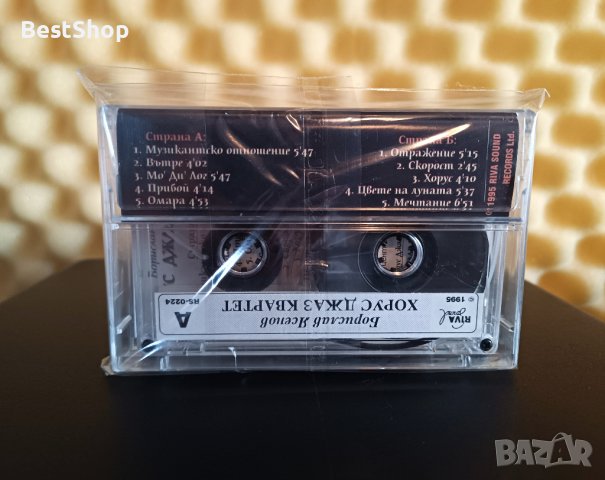 BestShop
Страна А:
1. Музикантско отношение 5'47
2. Вътре 4'02
3. Мо' Ди' Лог 5'47
4. Прибой 4'14
5. Омара 4'53
Страна Б:
1. Отражение 5'15
2. Скорост 2'45
3. Хорус 4'10
4. Цвете на луната 5'37
5. Мечтание 6'51
©1995 RIVA SOUND
RECORDS Ltd.
A
RS-0224
Борислав Ясенов
ХОРУС ДЖАЗ КВАРТЕТ
RIVA
Sound
© 1995
BAZAR